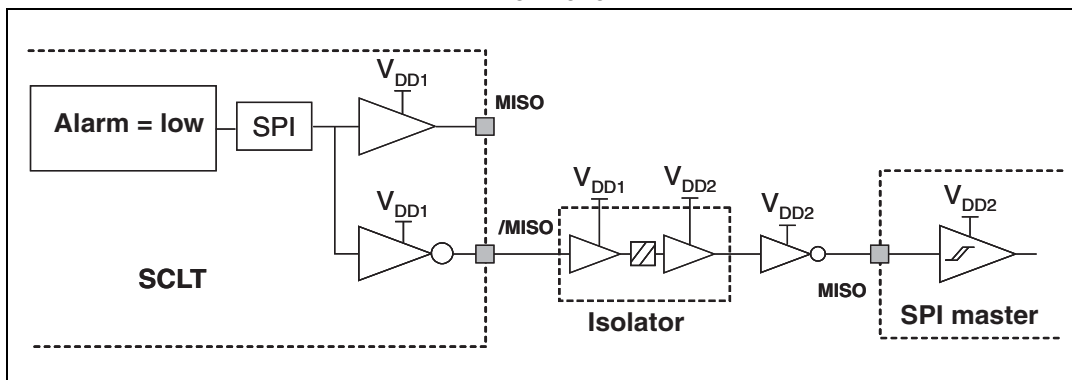 V_DD1
MISO
Alarm = low
SPI
V_DD1
/MISO
V_DD1
V_DD2
V_DD2
V_DD2
SCLT
MISO
Isolator
SPI master